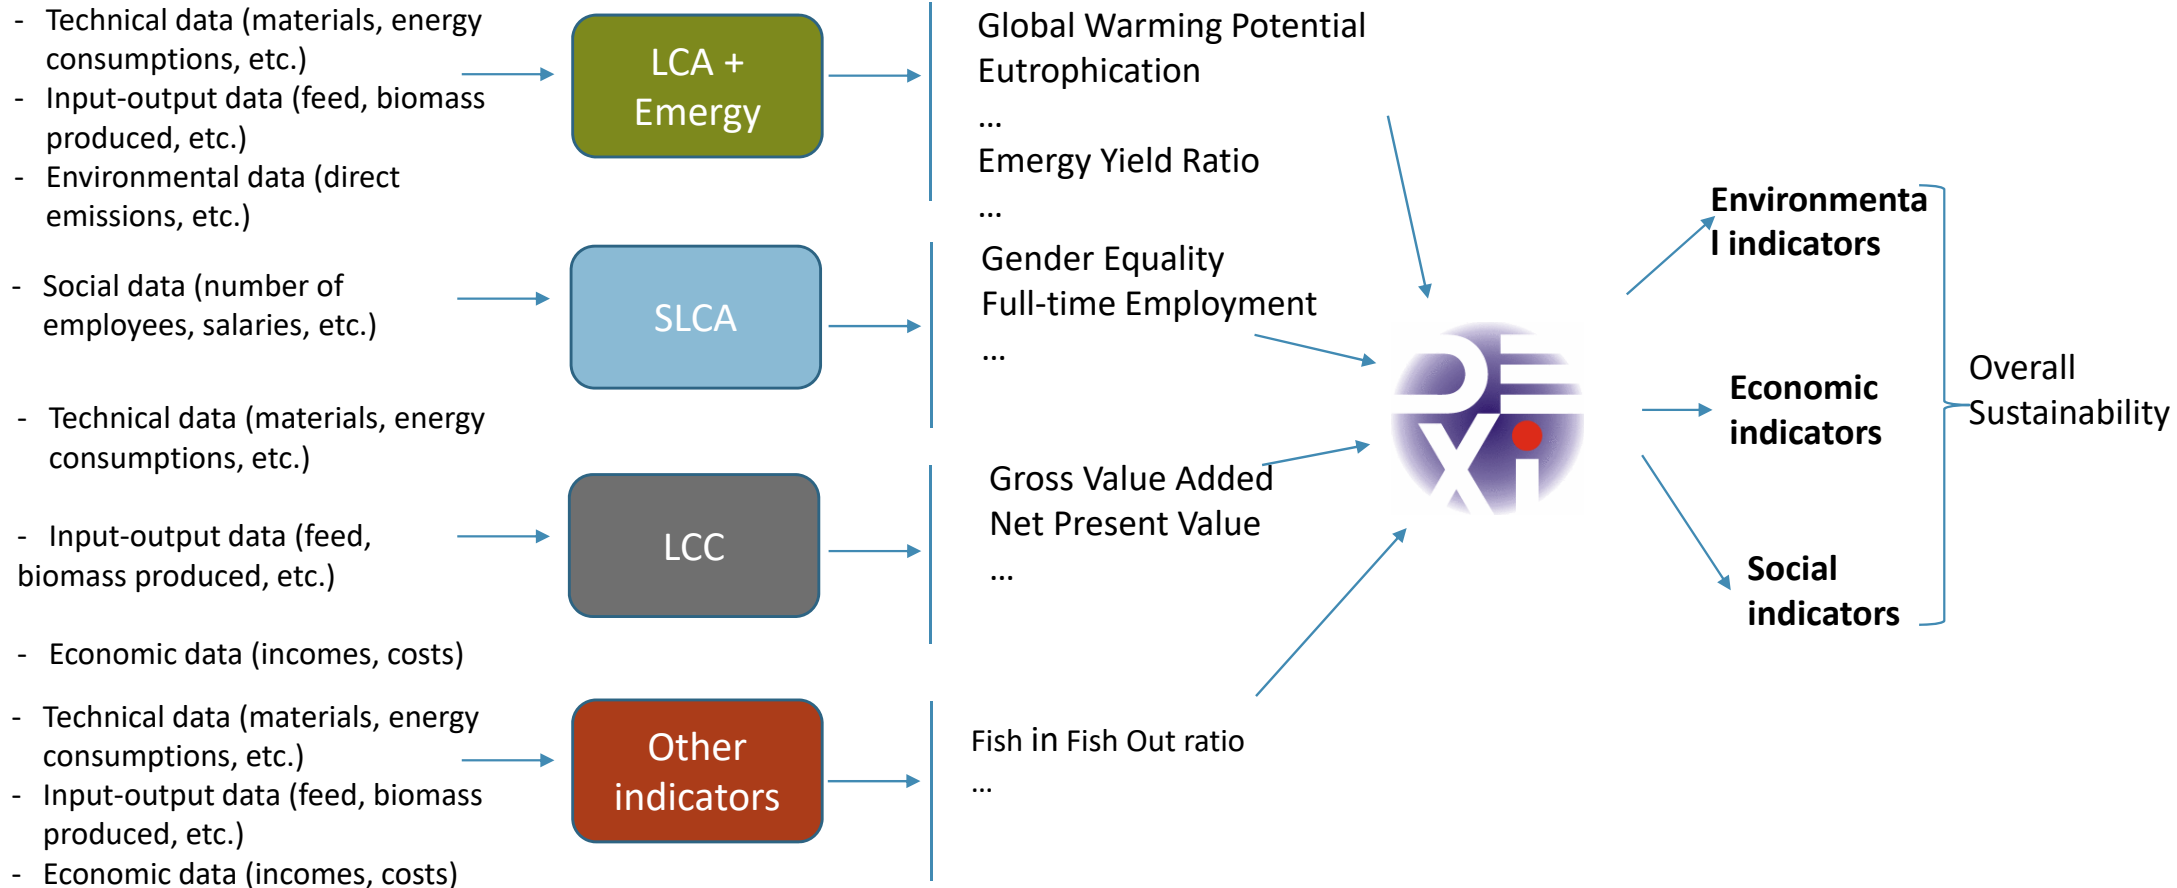 - Technical data (materials, energy
consumptions, etc.)
- Input-output data (feed, biomass
produced, etc.)
- Environmental data (direct
emissions, etc.)
LCA +
Emergy
Global Warming Potential
Eutrophication
...
Emergy Yield Ratio
...
- Social data (number of
employees, salaries, etc.)
SLCA
Gender Equality
Full-time Employment
...
- Technical data (materials, energy
consumptions, etc.)
- Input-output data (feed,
biomass produced, etc.)
- Economic data (incomes, costs)
LCC
Gross Value Added
Net Present Value
...
- Technical data (materials, energy
consumptions, etc.)
- Input-output data (feed, biomass
produced, etc.)
- Economic data (incomes, costs)
Other
indicators
Fish in Fish Out ratio
...
DE
Xi
Environmenta
l indicators
Economic
indicators
Social
indicators
Overall
Sustainability